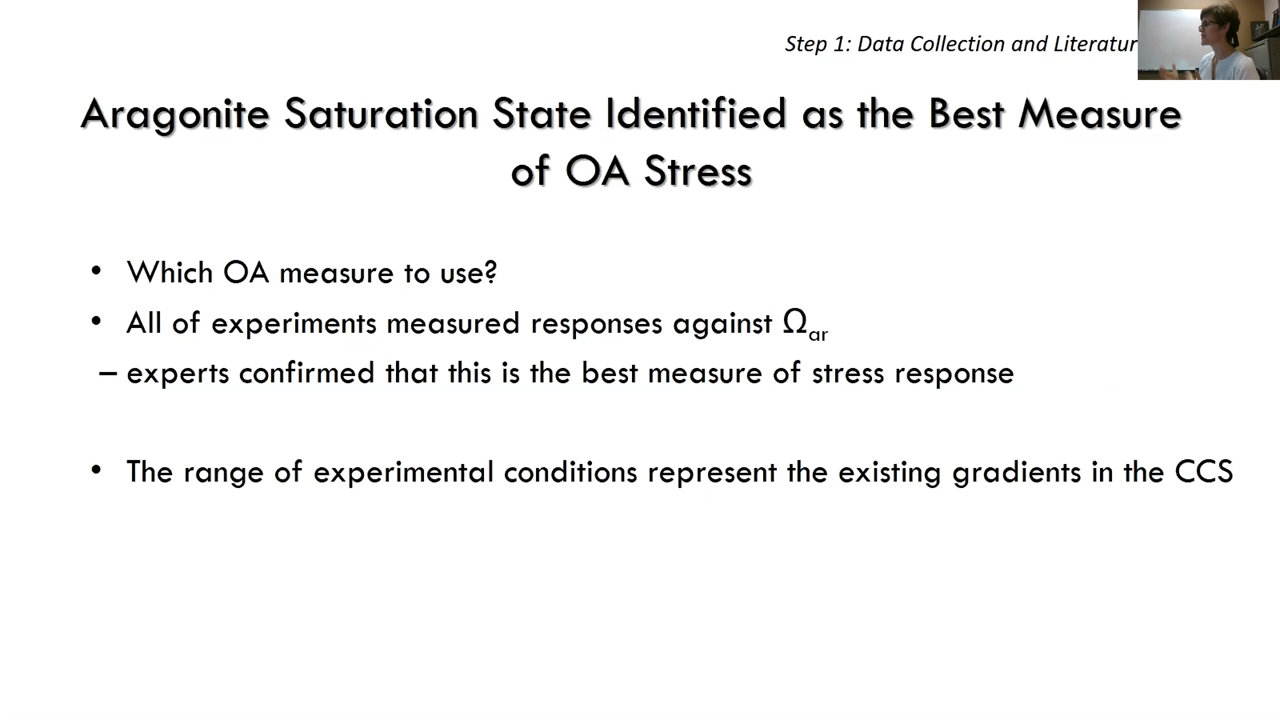 Step 1: Data Collection and
Aragonite Saturation State Identified as the Best Measure
of OA Stress
• Which OA measure to use?
• All of experiments measured responses against Ωar
– experts confirmed that this is the best measure of stress response
• The range of experimental conditions represent the existing gradients in the CCS